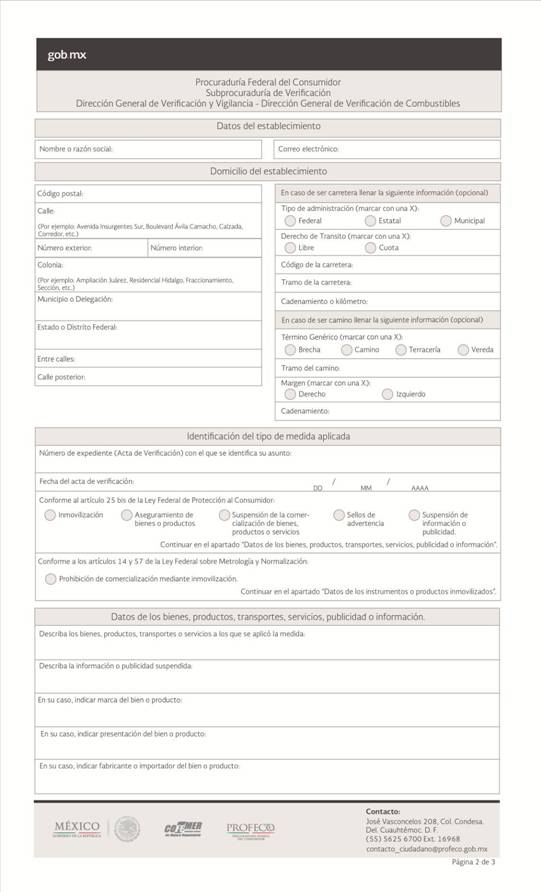 gob.mx
Procuraduría Federal del Consumidor
Subprocuraduría de Verificación
Dirección General de Verificación y Vigilancia - Dirección General de Verificación de Combustibles
Datos del establecimiento
Nombre o razón social:
Correo electrónico:
Domicilio del establecimiento
Código postal:
Calle:
(Por ejemplo: Avenida Insurgentes Sur, Boulevard Ávila Camacho, Calzada,
Corredor, etc.)
Número exterior:
Número interior:
Colonia:
(Por ejemplo: Ampliación Juárez, Residencial Hidalgo, Fraccionamiento,
Sección, etc.)
Municipio o Delegación:
Estado o Distrito Federal:
Entre calles:
Calle posterior:
En caso de ser carretera llenar la siguiente información (opcional)
Tipo de administración (marcar con una X):
Federal
Estatal
Municipal
Derecho de Transito (marcar con una X):
Libre
Cuota
Código de la carretera:
Tramo de la carretera:
Cadenamiento o kilómetro:
En caso de ser camino llenar la siguiente información (opcional)
Término Genérico (marcar con una X):
Brecha
Camino
Terracería
Vereda
Tramo del camino:
Margen (marcar con una X):
Derecho
Izquierdo
Cadenamiento:
Identificación del tipo de medida aplicada
Número de expediente (Acta de Verificación) con el que se identifica su asunto:
Fecha del acta de verificación:
/ /
DD MM AAAA
Conforme al artículo 25 bis de la Ley Federal de Protección al Consumidor:
Inmovilización
Aseguramiento de
bienes o productos
Suspensión de la comer-
cialización de bienes,
productos o servicios
Sellos de
advertencia
Suspensión de
información o
publicidad.
Continuar en el apartado "Datos de los bienes, productos, transportes, servicios, publicidad o información".
Conforme a los artículos 14 y 57 de la Ley Federal sobre Metrología y Normalización:
Prohibición de comercialización mediante inmovilización.
Continuar en el apartado "Datos de los instrumentos o productos inmovilizados".
Datos de los bienes, productos, transportes, servicios, publicidad o información.
Describa los bienes, productos, transportes o servicios a los que se aplicó la medida:
Describa la información o publicidad suspendida:
En su caso, indicar marca del bien o producto:
En su caso, indicar presentación del bien o producto:
En su caso, indicar fabricante o importador del bien o producto:
MÉXICO
GOBIERNO DE LA REPÚBLICA
COFEMER
PROFECO
PROCURADURÍA FEDERAL
DEL CONSUMIDOR
Contacto:
José Vasconcelos 208, Col. Condesa.
Del. Cuauhtémoc. D. F.
(55) 5625 6700 Ext. 16968
contacto_ciudadano@profeco.gob.mx
Página 2 de 3